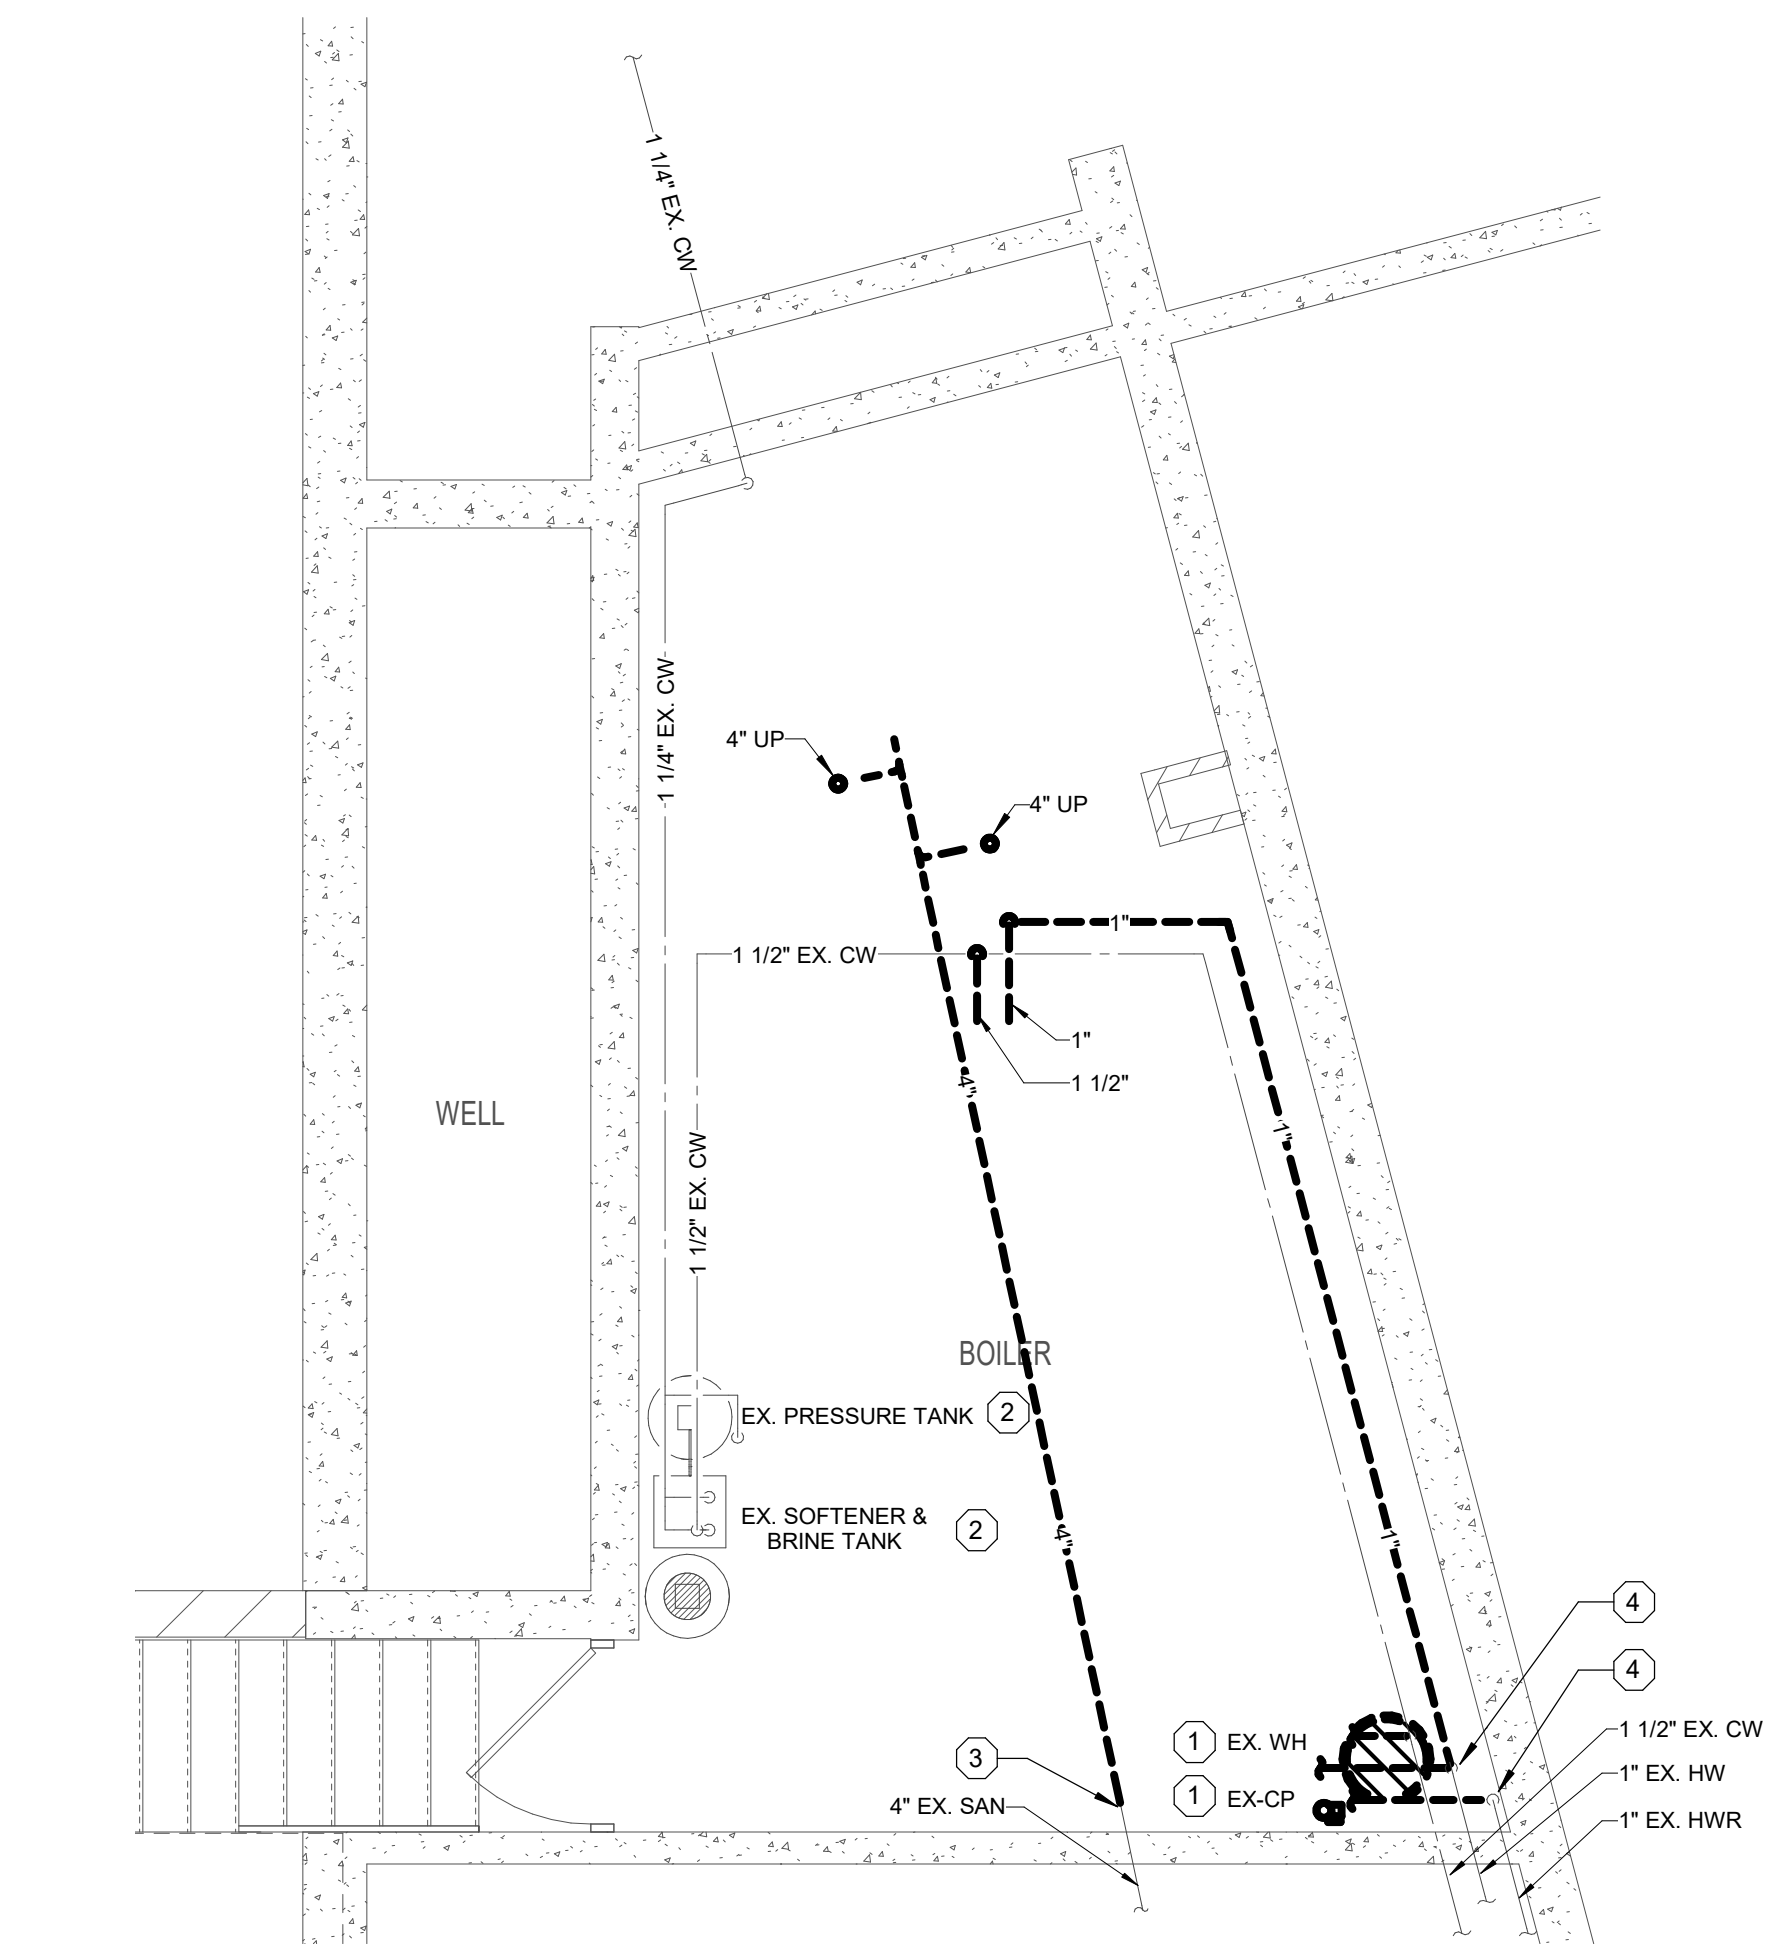 1 1/4" EX. CW
1 1/4" EX. CW
4" UP
4" UP
1"
1 1/2" EX. CW
1"
1 1/2"
4"
WELL
1"
1 1/2" EX. CW
BOILER
EX. PRESSURE TANK 2
EX. SOFTENER &
BRINE TANK
2
4"
1"
4
4
1 EX. WH
1 1/2" EX. CW
3
1" EX. HW
1 EX-CP
4" EX. SAN
1" EX. HWR